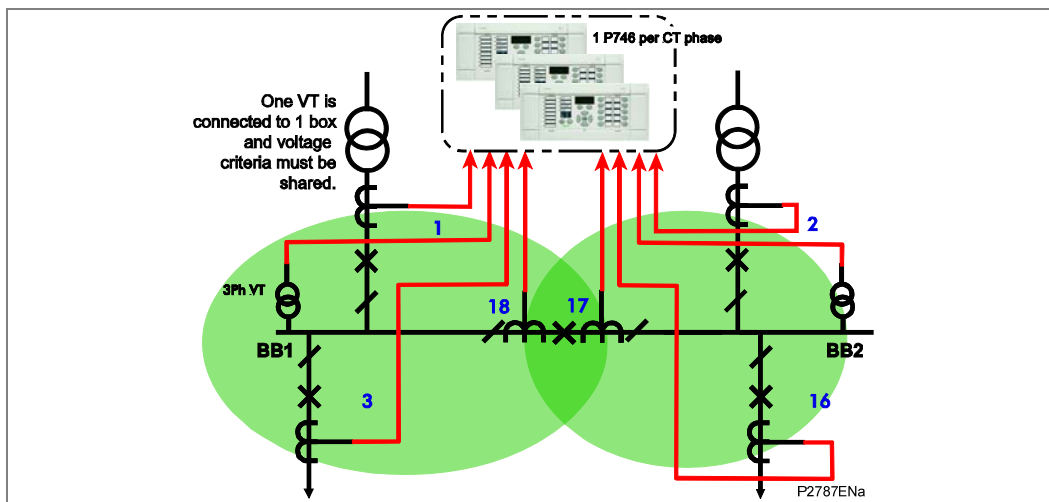 1 P746 per CT phase
One VT is
connected to 1 box
and voltage
criteria must be
shared.
1
2
3Ph VT
18
17
BB1
BB2
3
16
P2787ENa